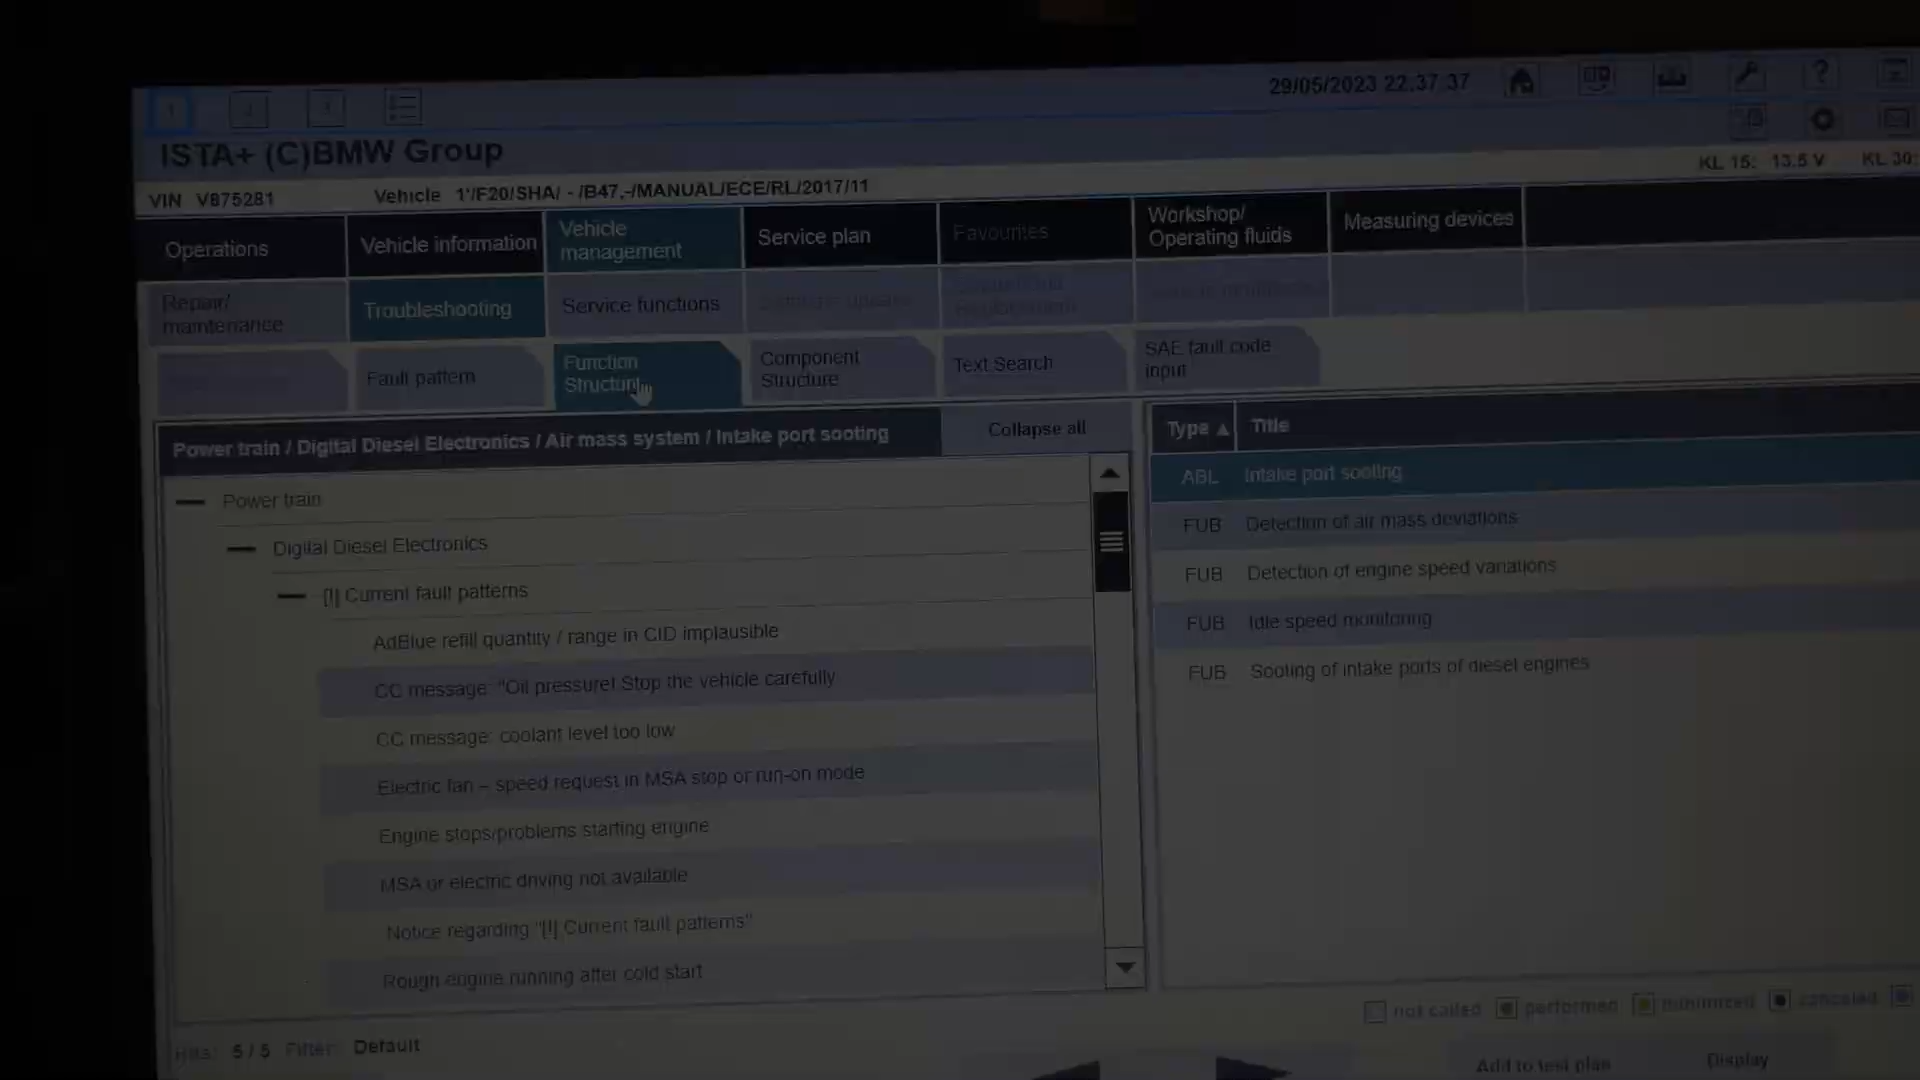 1 2 3
29/05/2023 22:37:37
ISTA+ (C)BMW Group
KL 15: 13.5 V KL 30:
VIN V875281 Vehicle 1'/F20/SHA/ - /B47,-/MANUAL/ECE/RL/2017/11
Operations
Vehicle information
Vehicle
management
Service plan
Favourites
Workshop/
Operating fluids
Measuring devices
Repair/
maintenance
Troubleshooting
Service functions
Fault pattern
Function
Structure
Component
Structure
Text Search
SAE fault code
input
Power train / Digital Diesel Electronics / Air mass system / Intake port sooting
Collapse all
Power train
Digital Diesel Electronics
[!] Current fault patterns
AdBlue refill quantity / range in CID implausible
CC message: "Oil pressure! Stop the vehicle carefully
CC message: coolant level too low
Electric fan – speed request in MSA stop or run-on mode
Engine stops/problems starting engine
MSA or electric driving not available
Notice regarding "[!] Current fault patterns"
Rough engine running after cold start
Type Title
ABL Intake port sooting
FUB Detection of air mass deviations
FUB Detection of engine speed variations
FUB Idle speed monitoring
FUB Sooting of intake ports of diesel engines
not called performed minimized canceled
Hits: 5 / 5 Filter: Default
Add to test plan
Display